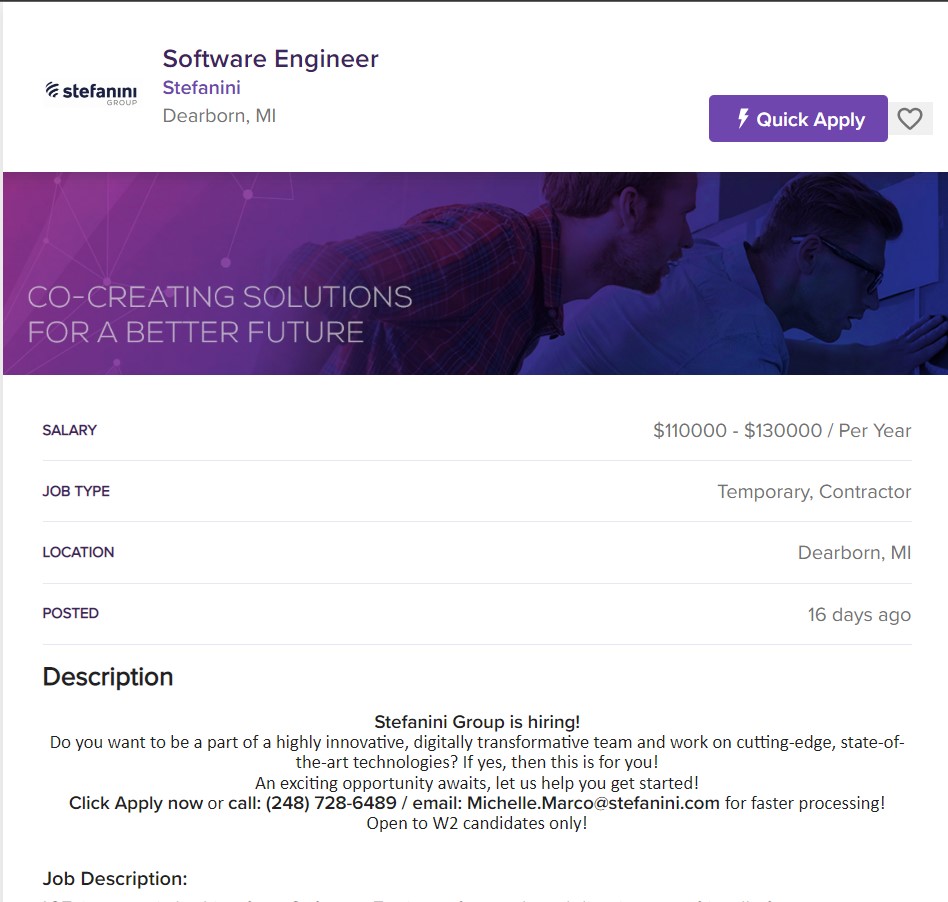 Software Engineer
stefanini
GROUP
Stefanini
Dearborn, MI
Quick Apply
CO-CREATING SOLUTIONS
FOR A BETTER FUTURE
SALARY
$110000 - $130000 / Per Year
JOB TYPE
Temporary, Contractor
LOCATION
Dearborn, MI
POSTED
16 days ago
Description
Stefanini Group is hiring!
Do you want to be a part of a highly innovative, digitally transformative team and work on cutting-edge, state-of-
the-art technologies? If yes, then this is for you!
An exciting opportunity awaits, let us help you get started!
Click Apply now or call: (248) 728-6489 / email: Michelle.Marco@stefanini.com for faster processing!
Open to W2 candidates only!
Job Description: